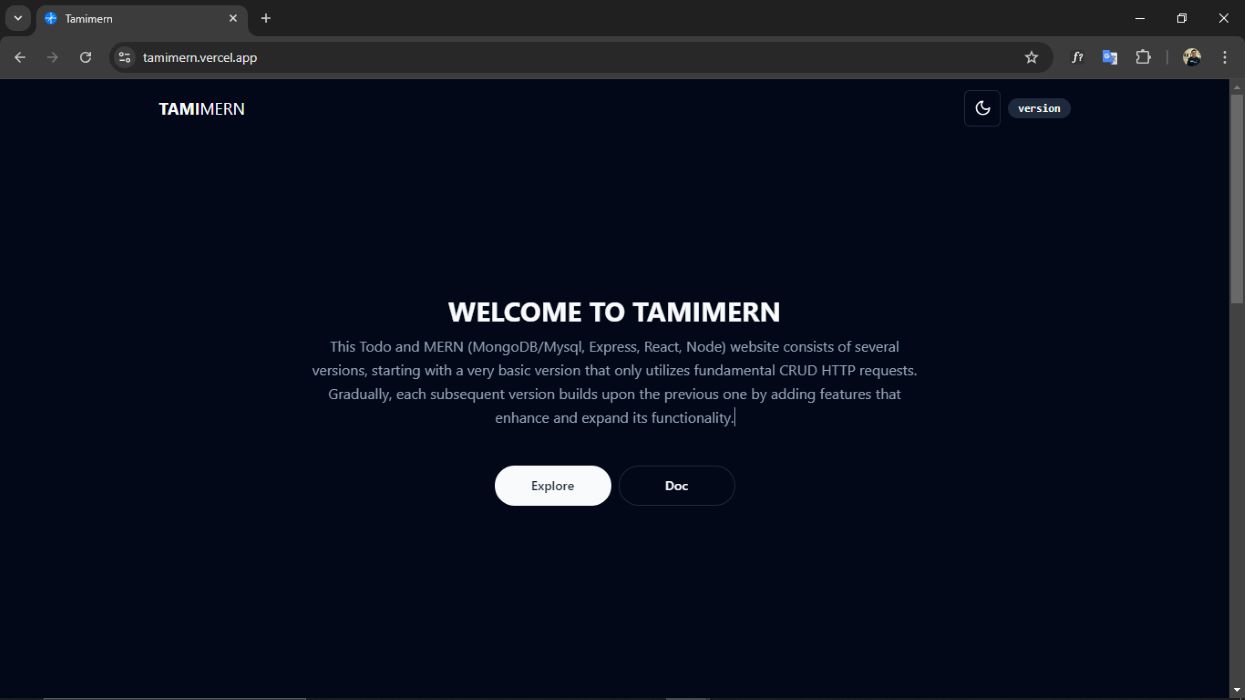 Tamimern
tamimern.vercel.app
f?
TAMIMERN
version
WELCOME TO TAMIMERN
This Todo and MERN (MongoDB/Mysql, Express, React, Node) website consists of several
versions, starting with a very basic version that only utilizes fundamental CRUD HTTP requests.
Gradually, each subsequent version builds upon the previous one by adding features that
enhance and expand its functionality.
Explore
Doc